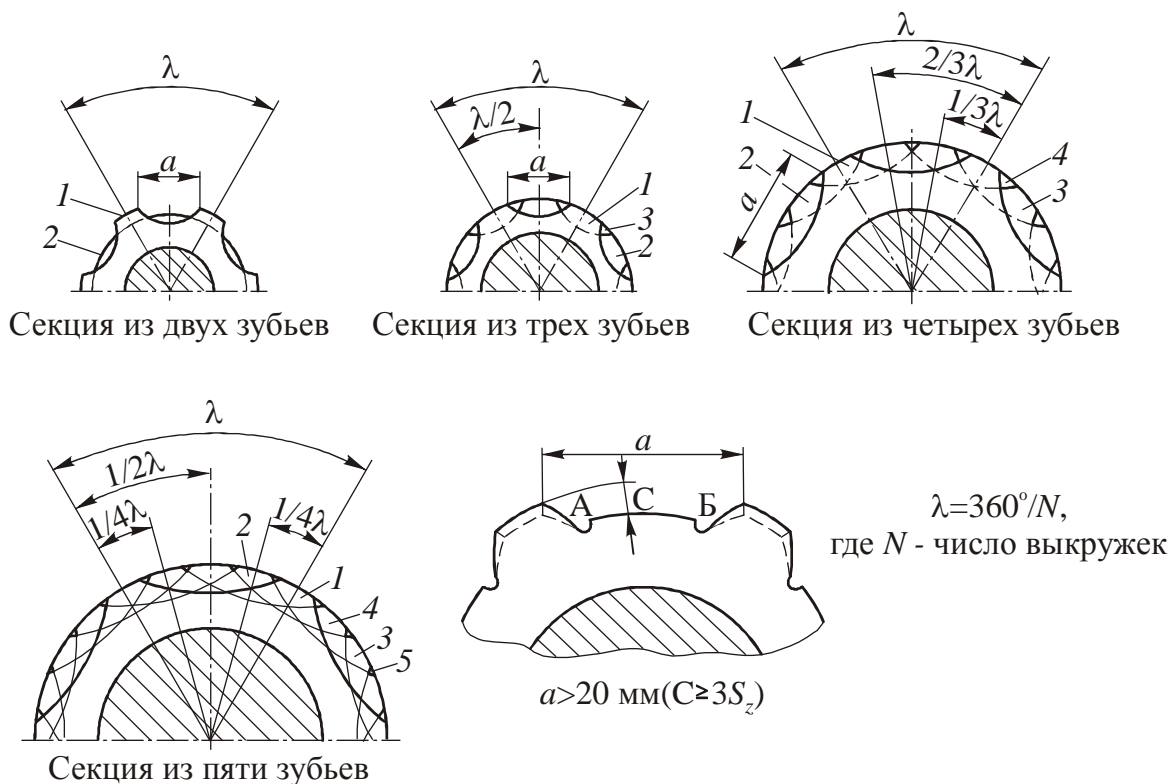 λ
a
1
2
Секция из двух зубьев
λ
λ/2
a
1
3
2
Секция из трех зубьев
λ
2/3λ
1/3λ
1
2
a
4
3
Секция из четырех зубьев
λ
1/2λ
1/4λ
1/4λ
2
1
4
3
5
Секция из пяти зубьев
a
А
С
Б
a>20 мм(С≥3Sz)
λ=360°/N,
где N - число выкружек